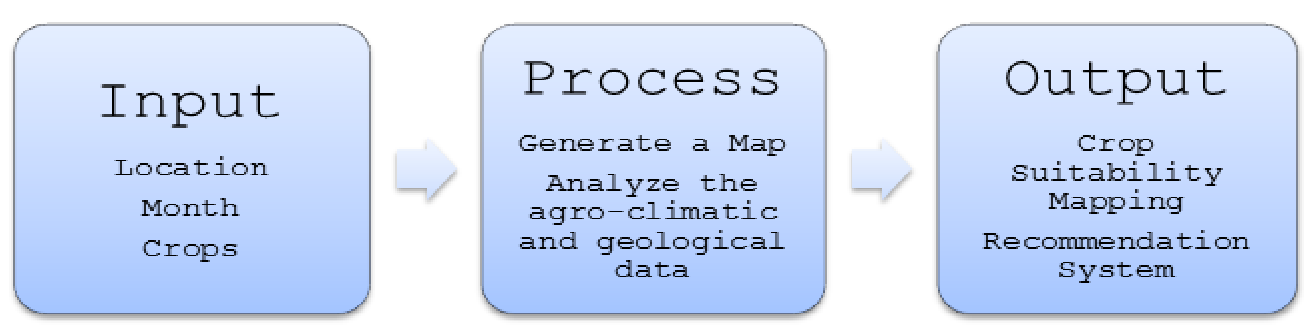 Input
Location
Month
Crops
Process
Generate a Map
Analyze the
agro-climatic
and geological
data
Output
Crop
Suitability
Mapping
Recommendation
System